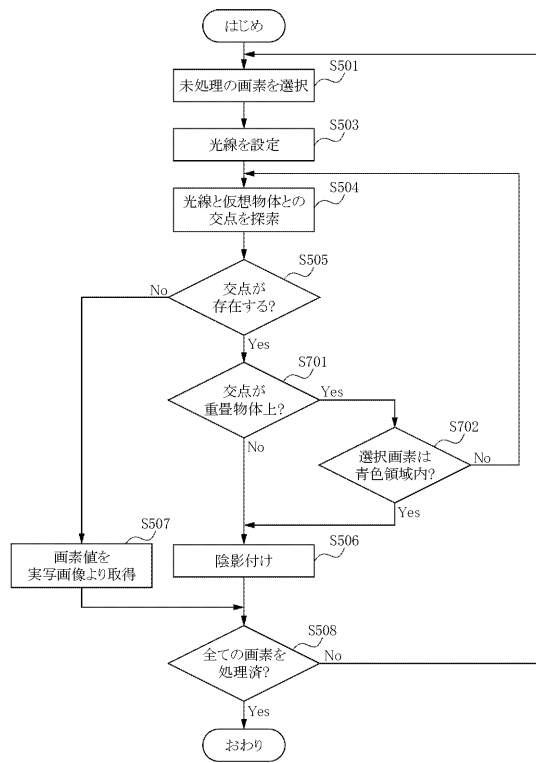 はじめ
S501
未処理の画素を選択
S503
光線を設定
S504
光線と仮想物体との
交点を探索
S505
交点が
存在する?
No
Yes
S701
交点が
重畳物体上?
Yes
No
S702
選択画素は
青色領域内?
No
Yes
S507
画素値を
実写画像より取得
S506
陰影付け
S508
全ての画素を
処理済?
No
Yes
おわり